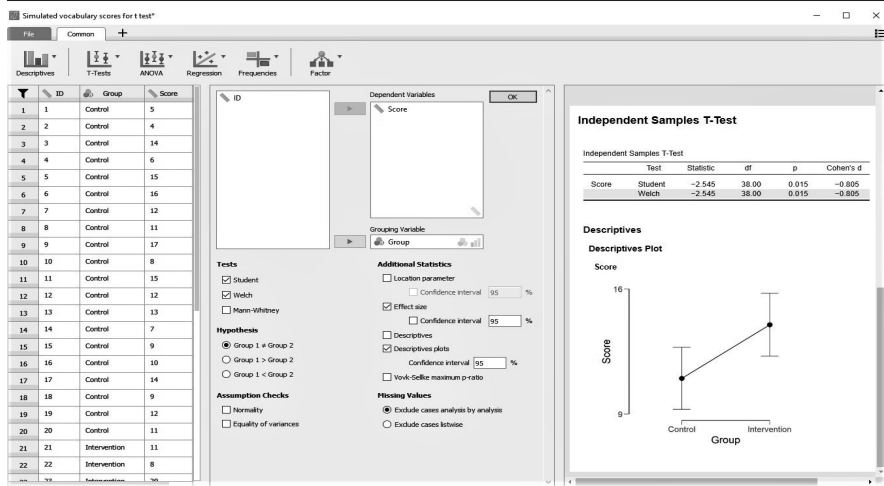 Simulated vocabulary scores for t test*
File Common +
Descriptives T-Tests ANOVA Regression Frequencies Factor
ID Group Score
1 1 Control 5
2 2 Control 4
3 3 Control 14
4 4 Control 6
5 5 Control 15
6 6 Control 16
7 7 Control 12
8 8 Control 11
9 9 Control 17
10 10 Control 8
11 11 Control 15
12 12 Control 12
13 13 Control 13
14 14 Control 7
15 15 Control 9
16 16 Control 10
17 17 Control 14
18 18 Control 9
19 19 Control 12
20 20 Control 11
21 21 Intervention 11
22 22 Intervention 8
ID
Dependent Variables
OK
Score
Grouping Variable
Group
Tests
Student
Welch
Mann-Whitney
Hypothesis
Group 1 ≠ Group 2
Group 1 > Group 2
Group 1 < Group 2
Assumption Checks
Normality
Equality of variances
Additional Statistics
Location parameter
Confidence interval 95 %
Effect size
Confidence interval 95 %
Descriptives
Descriptives plots
Confidence interval 95 %
Vovk-Sellke maximum p-ratio
Missing Values
Exclude cases analysis by analysis
Exclude cases listwise
Independent Samples T-Test
Independent Samples T-Test
Test Statistic df p Cohen's d
Score Student −2.545 38.00 0.015 −0.805
Welch −2.545 38.00 0.015 −0.805
Descriptives
Descriptives Plot
Score
16
Score
9
Control Intervention
Group